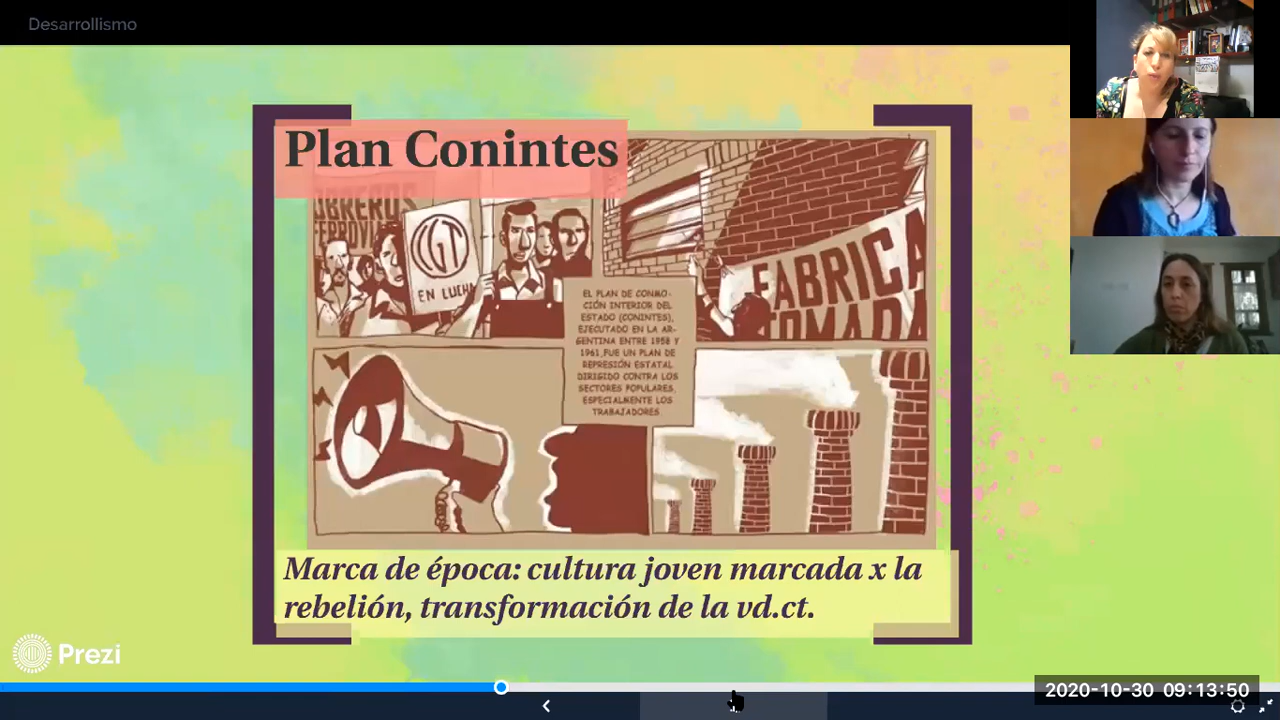 Desarrollismo
Plan Conintes
OBREROS
FERROVI
CGT
EN LUCHA
FABRICA
TOMADA
EL PLAN DE CONMO-
CIÓN INTERIOR DEL
ESTADO (CONINTES),
EJECUTADO EN LA AR-
GENTINA ENTRE 1958 Y
1961, FUE UN PLAN DE
REPRESIÓN ESTATAL
DIRIGIDO CONTRA LOS
SECTORES POPULARES,
ESPECIALMENTE LOS
TRABAJADORES
Marca de época: cultura joven marcada x la
rebelión, transformación de la vd.ct.
Prezi
2020-10-30 09:13:50